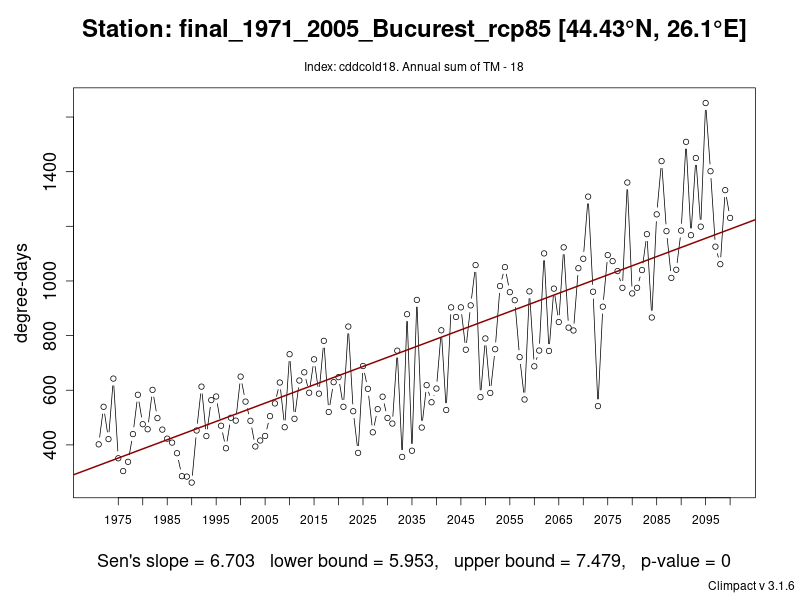 Station: final_1971_2005_Bucurest_rcp85 [44.43°N, 26.1°E]
Index: cddcold18. Annual sum of TM - 18
degree-days
1400
1000
800
600
400
1975 1985 1995 2005 2015 2025 2035 2045 2055 2065 2075 2085 2095
Sen's slope = 6.703 lower bound = 5.953, upper bound = 7.479, p-value = 0
Climpact v 3.1.6